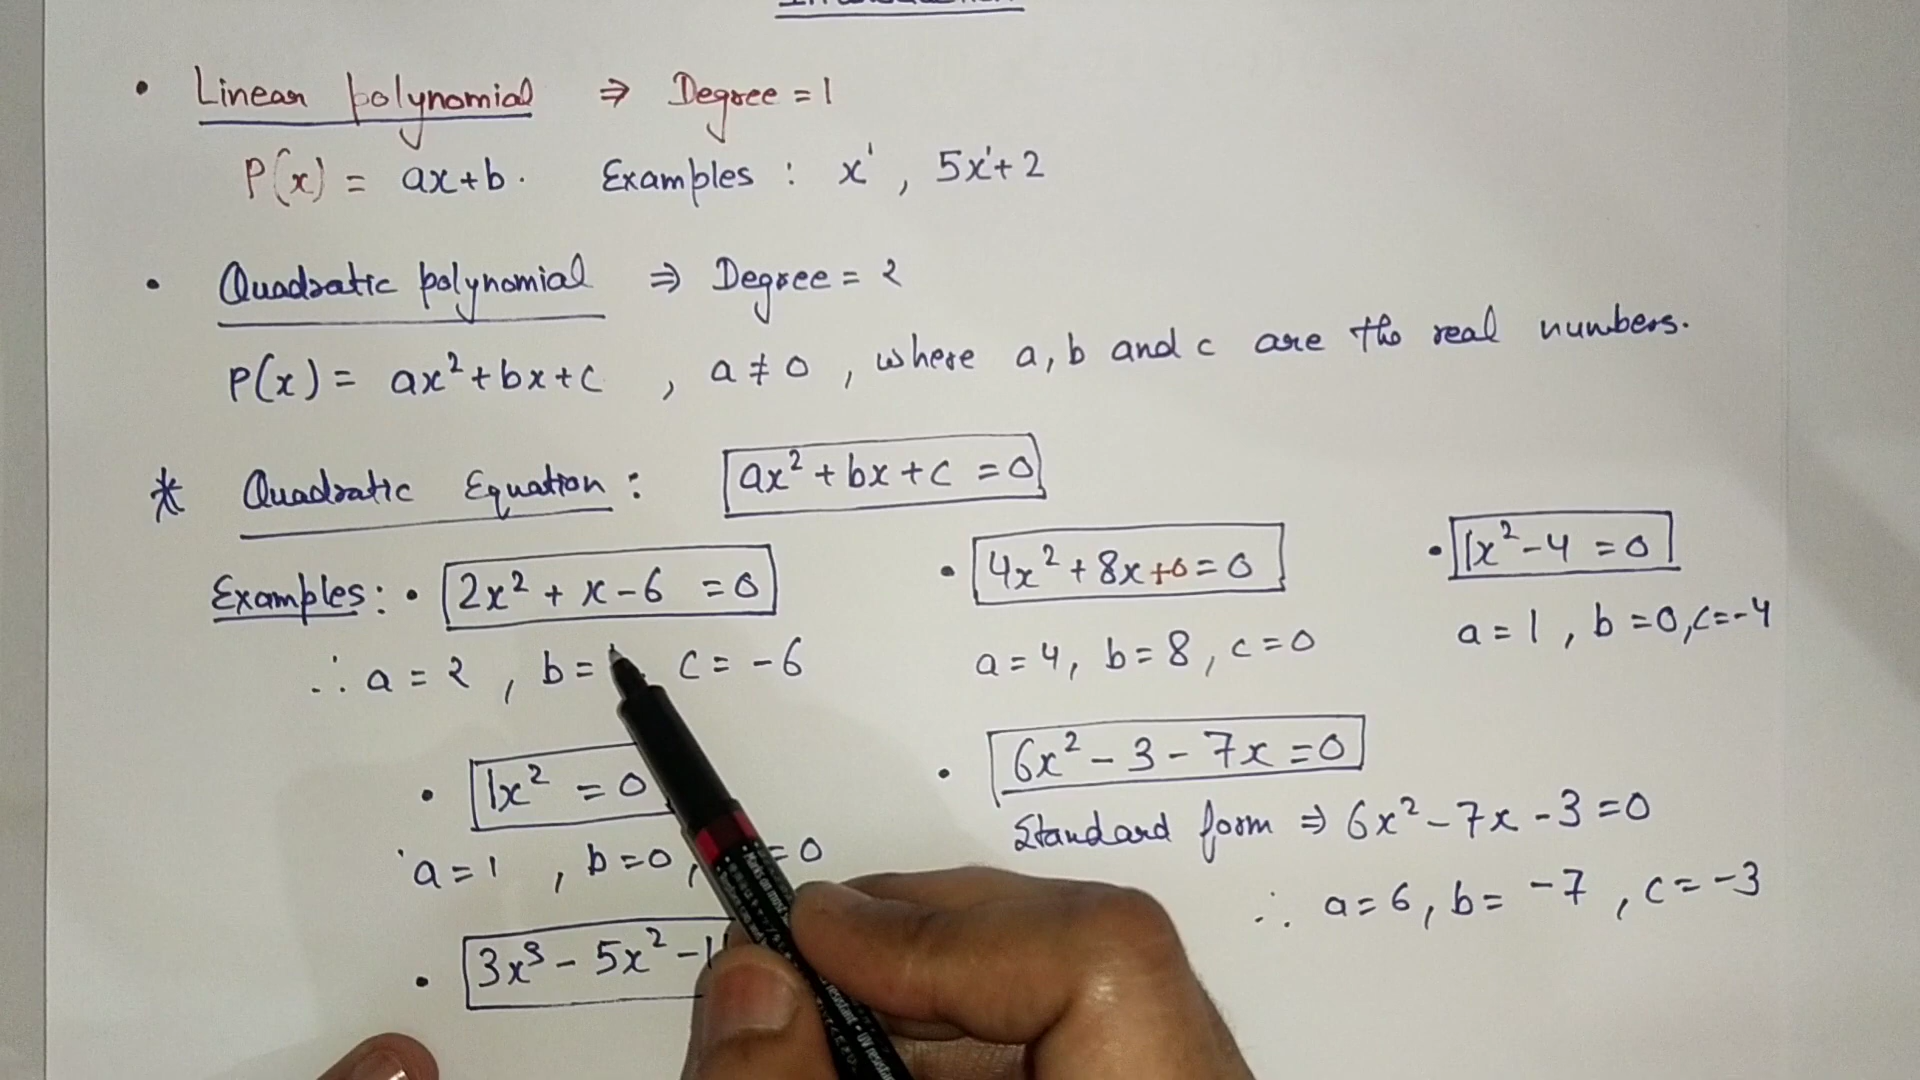 • Linear polynomial ⇒ Degree = 1
P(x) = ax+b. Examples : x¹, 5x¹+2
• Quadratic polynomial ⇒ Degree = 2
P(x) = ax²+bx+c , a ≠ 0 , where a, b and c are the real numbers.
* Quadratic Equation : ax² + bx + c = 0
Examples : • 2x² + x - 6 = 0 • 4x² + 8x + 0 = 0 • 1x² - 4 = 0
∴ a = 2 , b = c = -6 a = 4, b = 8, c = 0 a = 1 , b = 0, c = -4
• 1x² = 0 • 6x² - 3 - 7x = 0
a = 1 , b = 0, = 0 Standard form ⇒ 6x² - 7x - 3 = 0
∴ a = 6, b = -7 , c = -3
• 3x³ - 5x² - 1